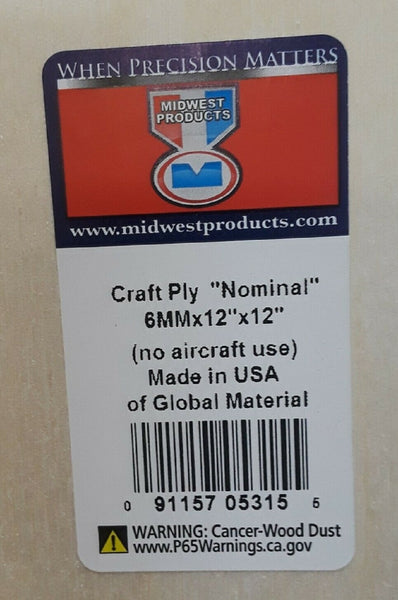 WHEN PRECISION MATTERS
MIDWEST
PRODUCTS
M
www.midwestproducts.com
Craft Ply "Nominal"
6MMx12"x12"
(no aircraft use)
Made in USA
of Global Material
0 91157 05315 5
WARNING: Cancer-Wood Dust
www.P65Warnings.ca.gov